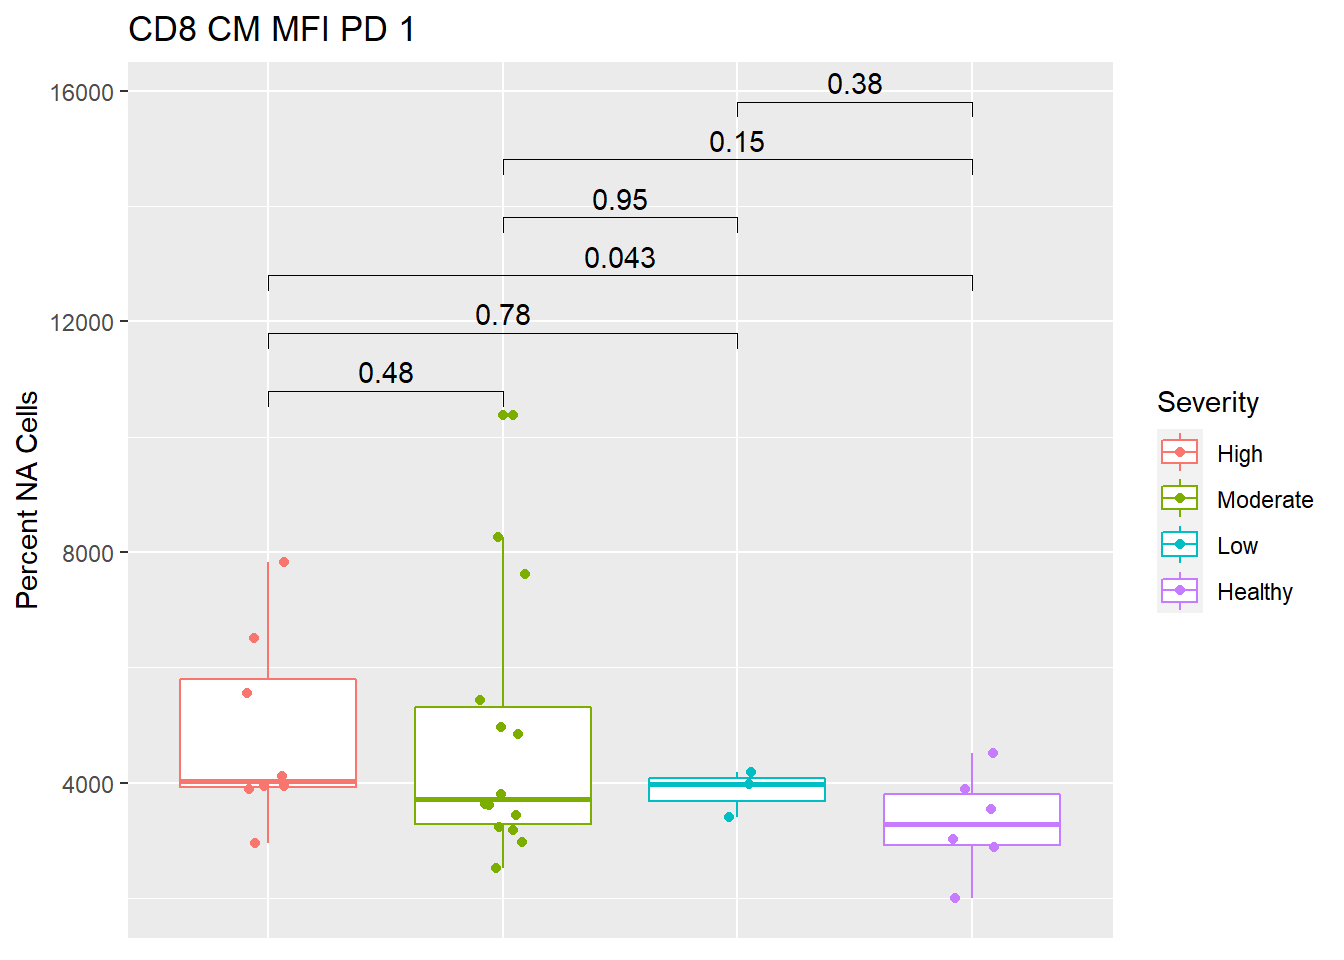 CD8 CM MFI PD 1
16000
12000
8000
4000
Percent NA Cells
0.38
0.15
0.95
0.043
0.78
0.48
Severity
High
Moderate
Low
Healthy